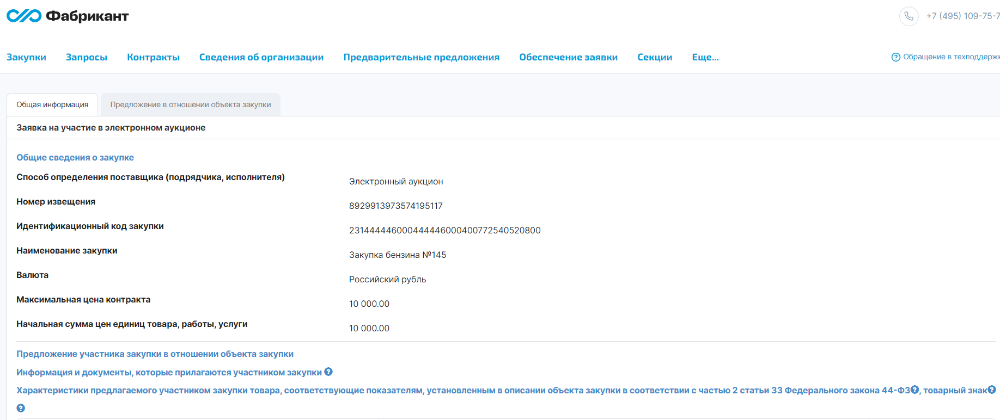 Фабрикант
+7 (495) 109-75-7
Закупки Запросы Контракты Сведения об организации Предварительные предложения Обеспечение заявки Секции Еще...
Обращение в техподдерж
Общая информация Предложение в отношении объекта закупки
Заявка на участие в электронном аукционе
Общие сведения о закупке
Способ определения поставщика (подрядчика, исполнителя) Электронный аукцион
Номер извещения 8929913973574195117
Идентификационный код закупки 231444446000444446000400772540520800
Наименование закупки Закупка бензина №145
Валюта Российский рубль
Максимальная цена контракта 10 000.00
Начальная сумма цен единиц товара, работы, услуги 10 000.00
Предложение участника закупки в отношении объекта закупки
Информация и документы, которые прилагаются участником закупки
Характеристики предлагаемого участником закупки товара, соответствующие показателям, установленным в описании объекта закупки в соответствии с частью 2 статьи 33 Федерального закона 44-ФЗ, товарный знак